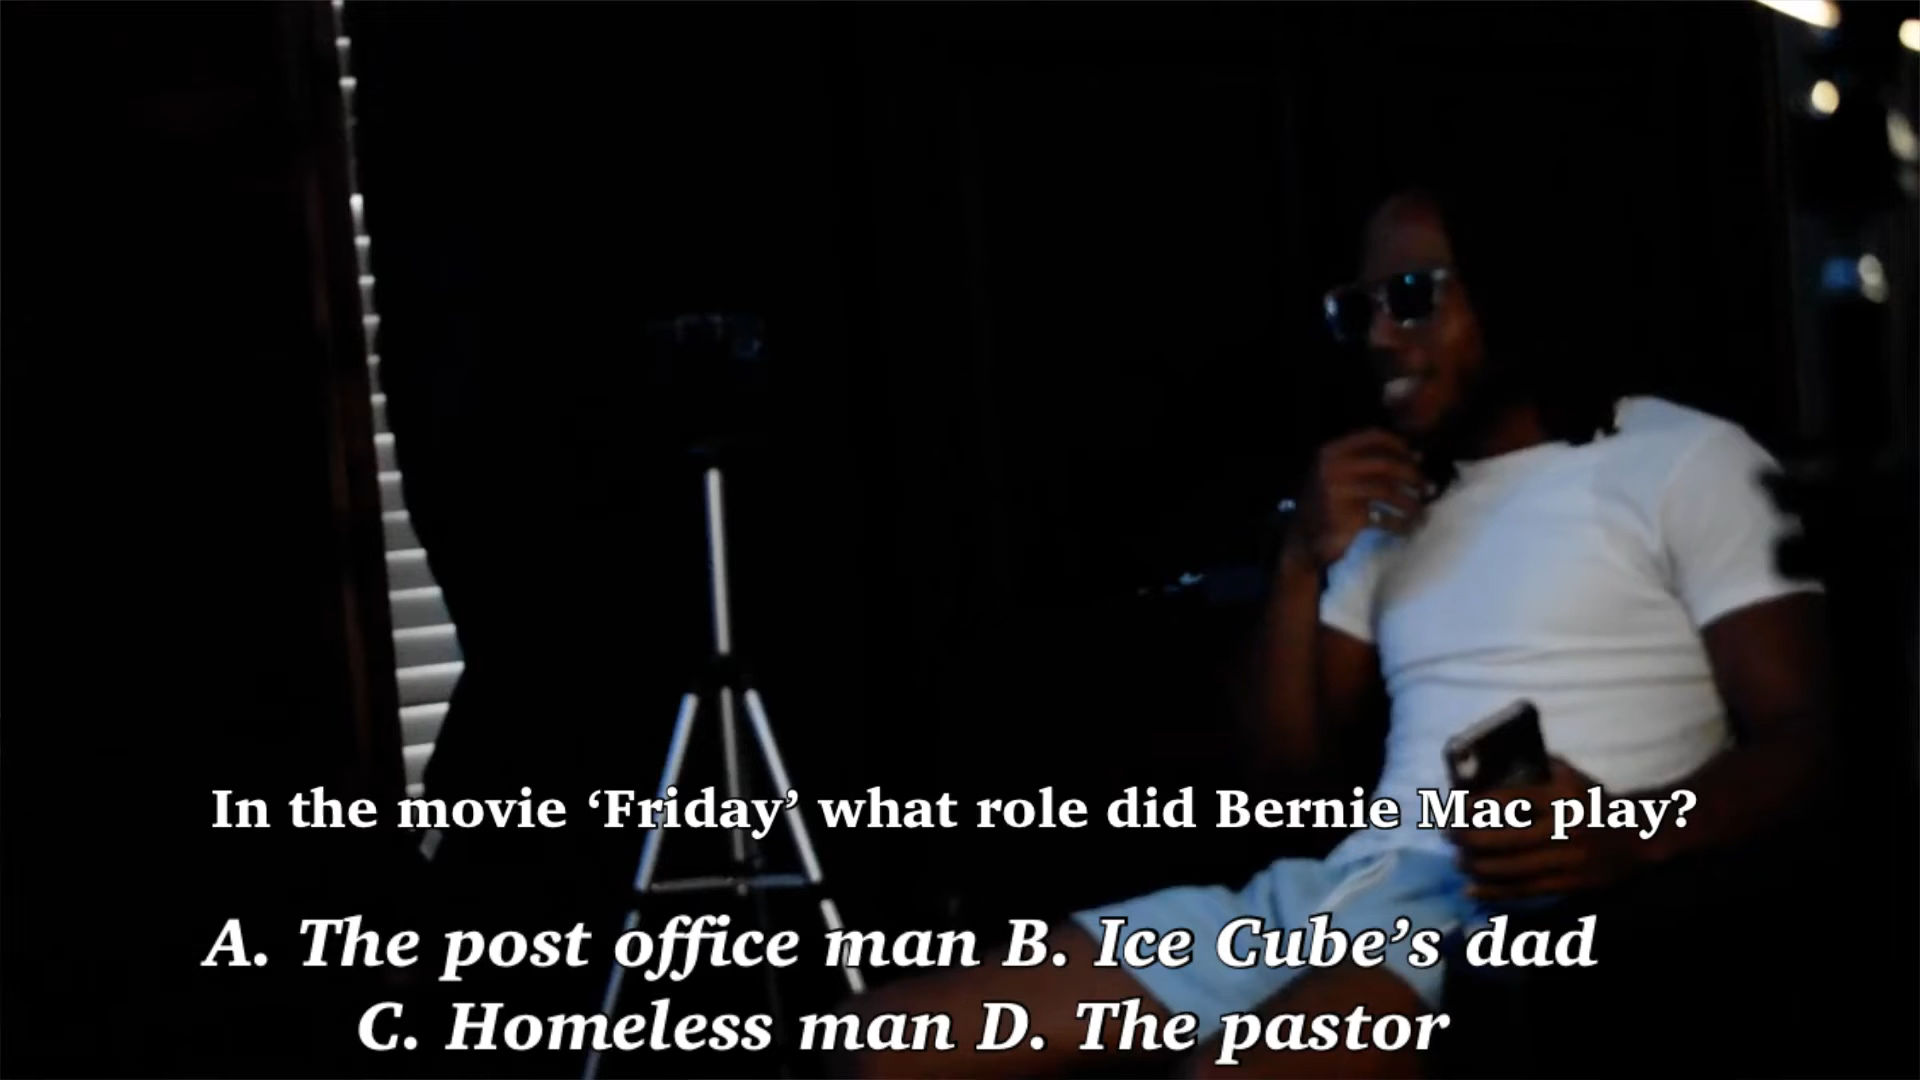 In the movie ‘Friday’ what role did Bernie Mac play?
A. The post office man B. Ice Cube’s dad
C. Homeless man D. The pastor